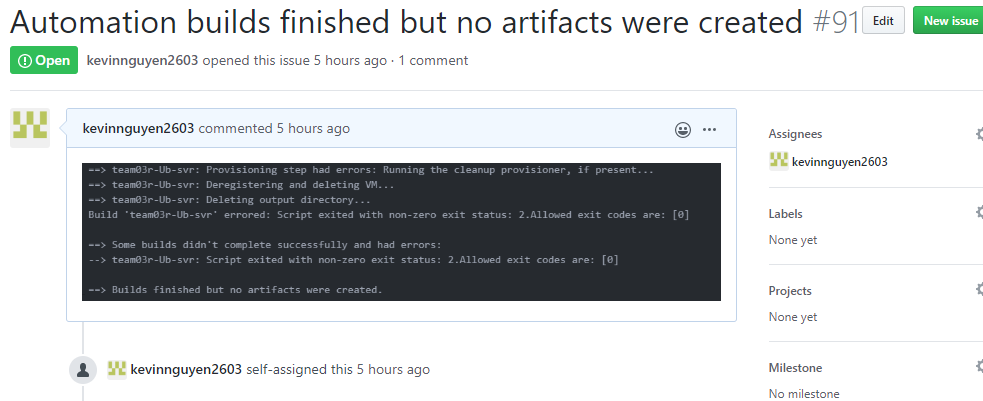 Automation builds finished but no artifacts were created #91
Edit
New issue
Open
kevinnguyen2603 opened this issue 5 hours ago · 1 comment
kevinnguyen2603 commented 5 hours ago
==> team03r-Ub-svr: Provisioning step had errors: Running the cleanup provisioner, if present...
==> team03r-Ub-svr: Deregistering and deleting VM...
==> team03r-Ub-svr: Deleting output directory...
Build 'team03r-Ub-svr' errored: Script exited with non-zero exit status: 2.Allowed exit codes are: [0]
==> Some builds didn't complete successfully and had errors:
--> team03r-Ub-svr: Script exited with non-zero exit status: 2.Allowed exit codes are: [0]
==> Builds finished but no artifacts were created.
kevinnguyen2603 self-assigned this 5 hours ago
Assignees
kevinnguyen2603
Labels
None yet
Projects
None yet
Milestone
No milestone